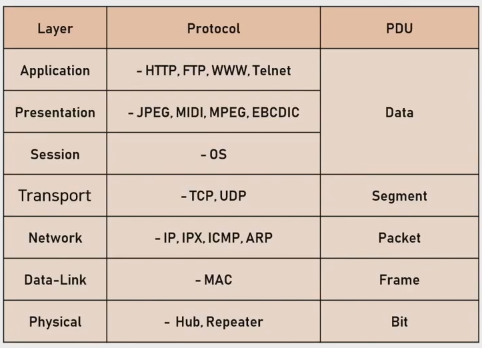 Layer Protocol PDU
Application - HTTP, FTP, WWW, Telnet
Presentation - JPEG, MIDI, MPEG, EBCDIC Data
Session - OS
Transport - TCP, UDP Segment
Network - IP, IPX, ICMP, ARP Packet
Data-Link - MAC Frame
Physical - Hub, Repeater Bit